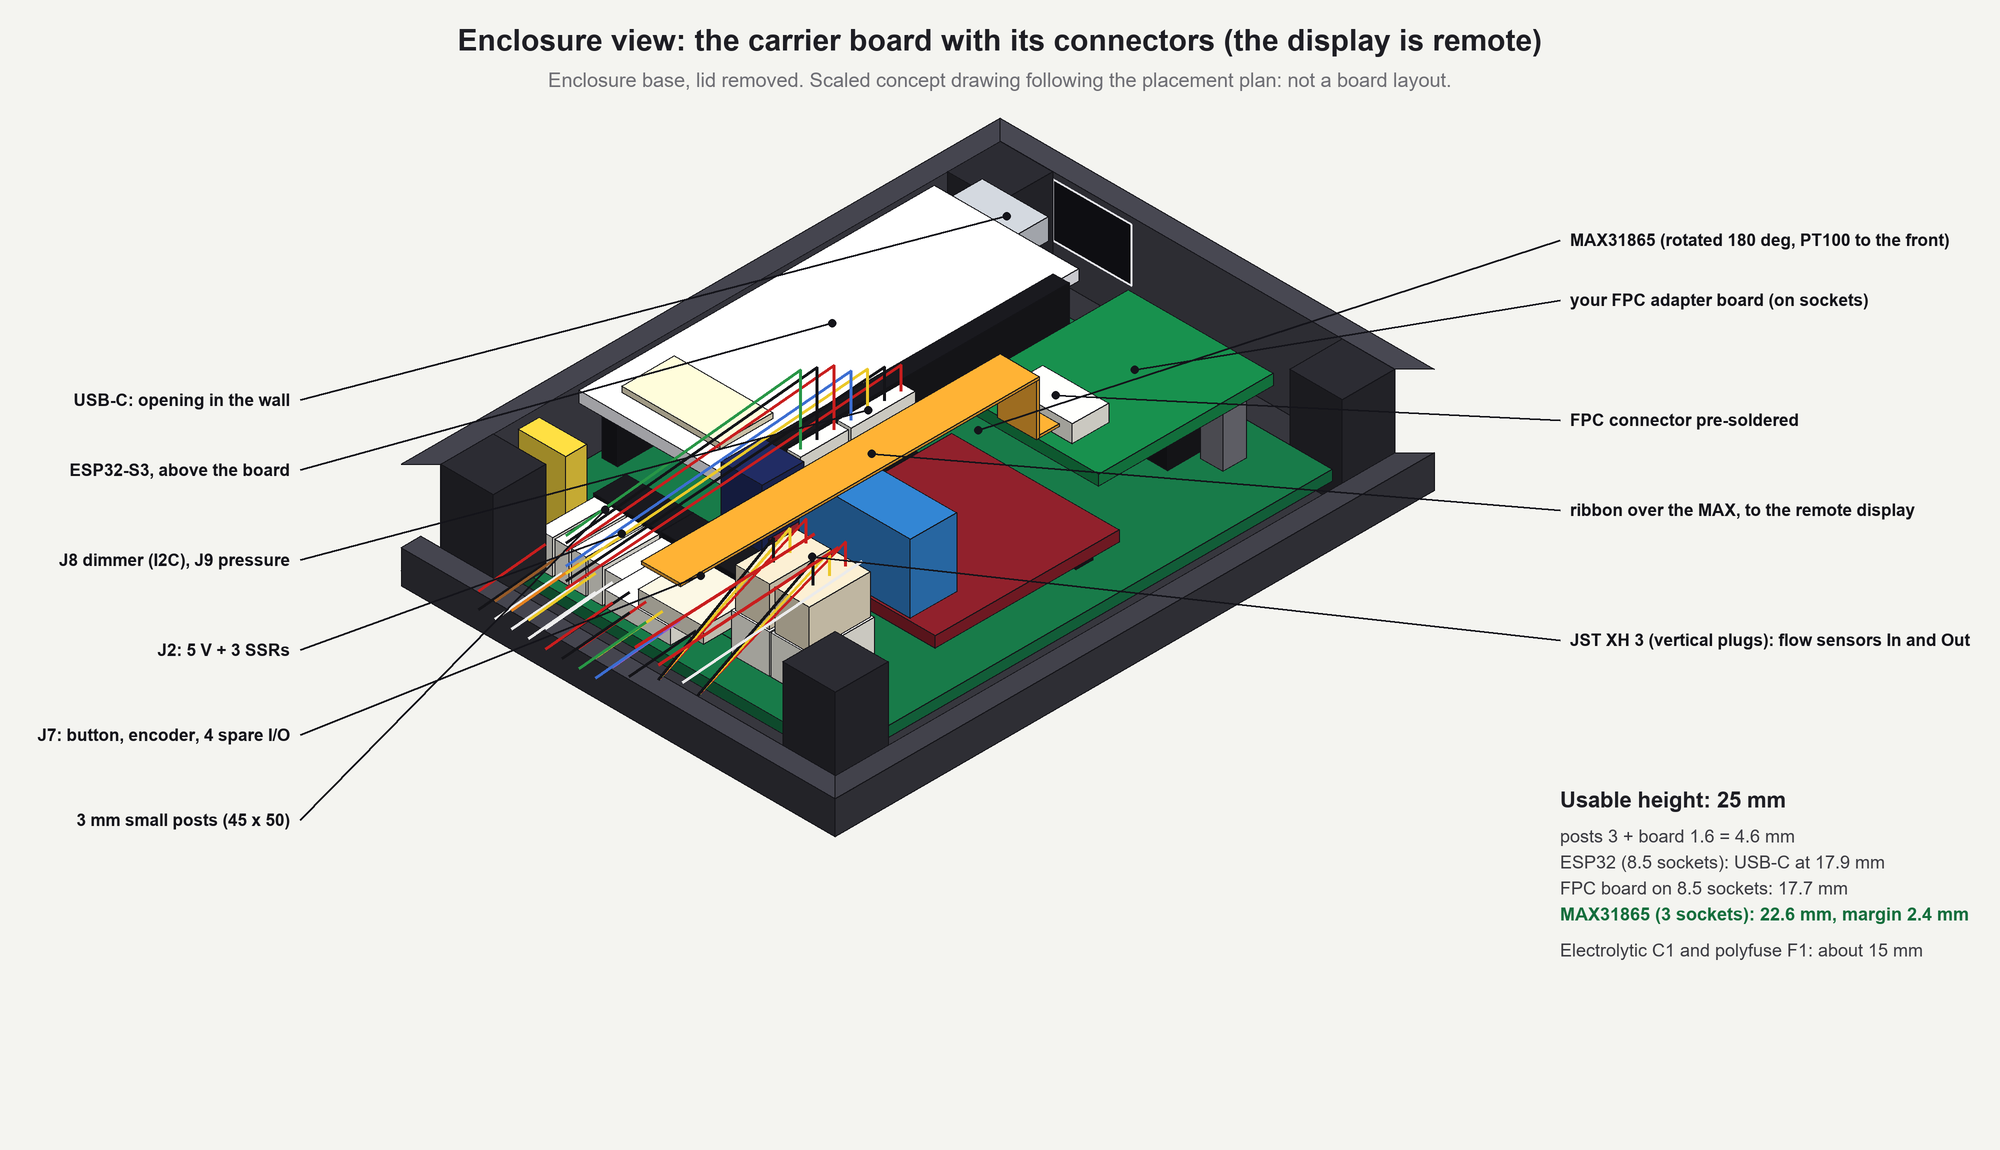 Enclosure view: the carrier board with its connectors (the display is remote)
Enclosure base, lid removed. Scaled concept drawing following the placement plan: not a board layout.
USB-C: opening in the wall
ESP32-S3, above the board
J8 dimmer (I2C), J9 pressure
J2: 5 V + 3 SSRs
J7: button, encoder, 4 spare I/O
3 mm small posts (45 x 50)
MAX31865 (rotated 180 deg, PT100 to the front)
your FPC adapter board (on sockets)
FPC connector pre-soldered
ribbon over the MAX, to the remote display
JST XH 3 (vertical plugs): flow sensors In and Out
Usable height: 25 mm
posts 3 + board 1.6 = 4.6 mm
ESP32 (8.5 sockets): USB-C at 17.9 mm
FPC board on 8.5 sockets: 17.7 mm
MAX31865 (3 sockets): 22.6 mm, margin 2.4 mm
Electrolytic C1 and polyfuse F1: about 15 mm